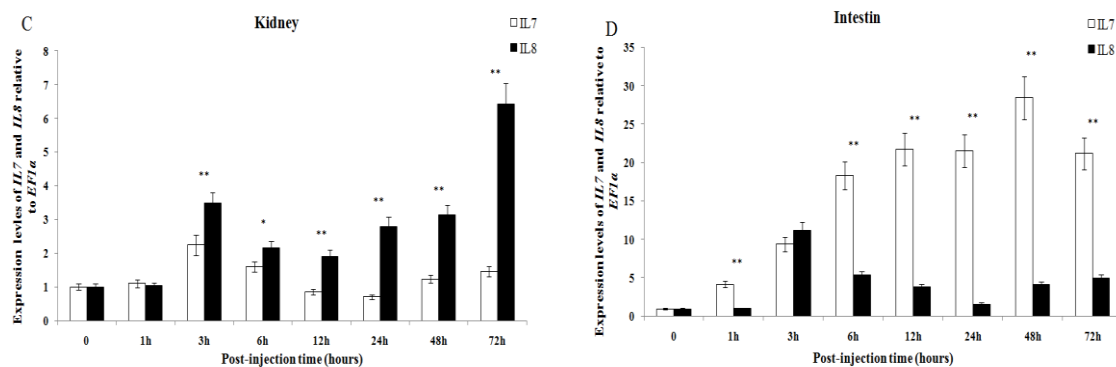 C
Kidney
IL7
IL8
Expression levles of IL7 and IL8 relative
to EF1α
8
7
6
5
4
3
2
1
0
**
*
**
**
**
**
0 1h 3h 6h 12h 24h 48h 72h
Post-injection time (hours)
D
Intestin
IL7
IL8
Expression levels of IL7 and IL8 relative to
EF1α
35
30
25
20
15
10
5
0
**
**
**
**
**
**
0 1h 3h 6h 12h 24h 48h 72h
Post-injection time (hours)